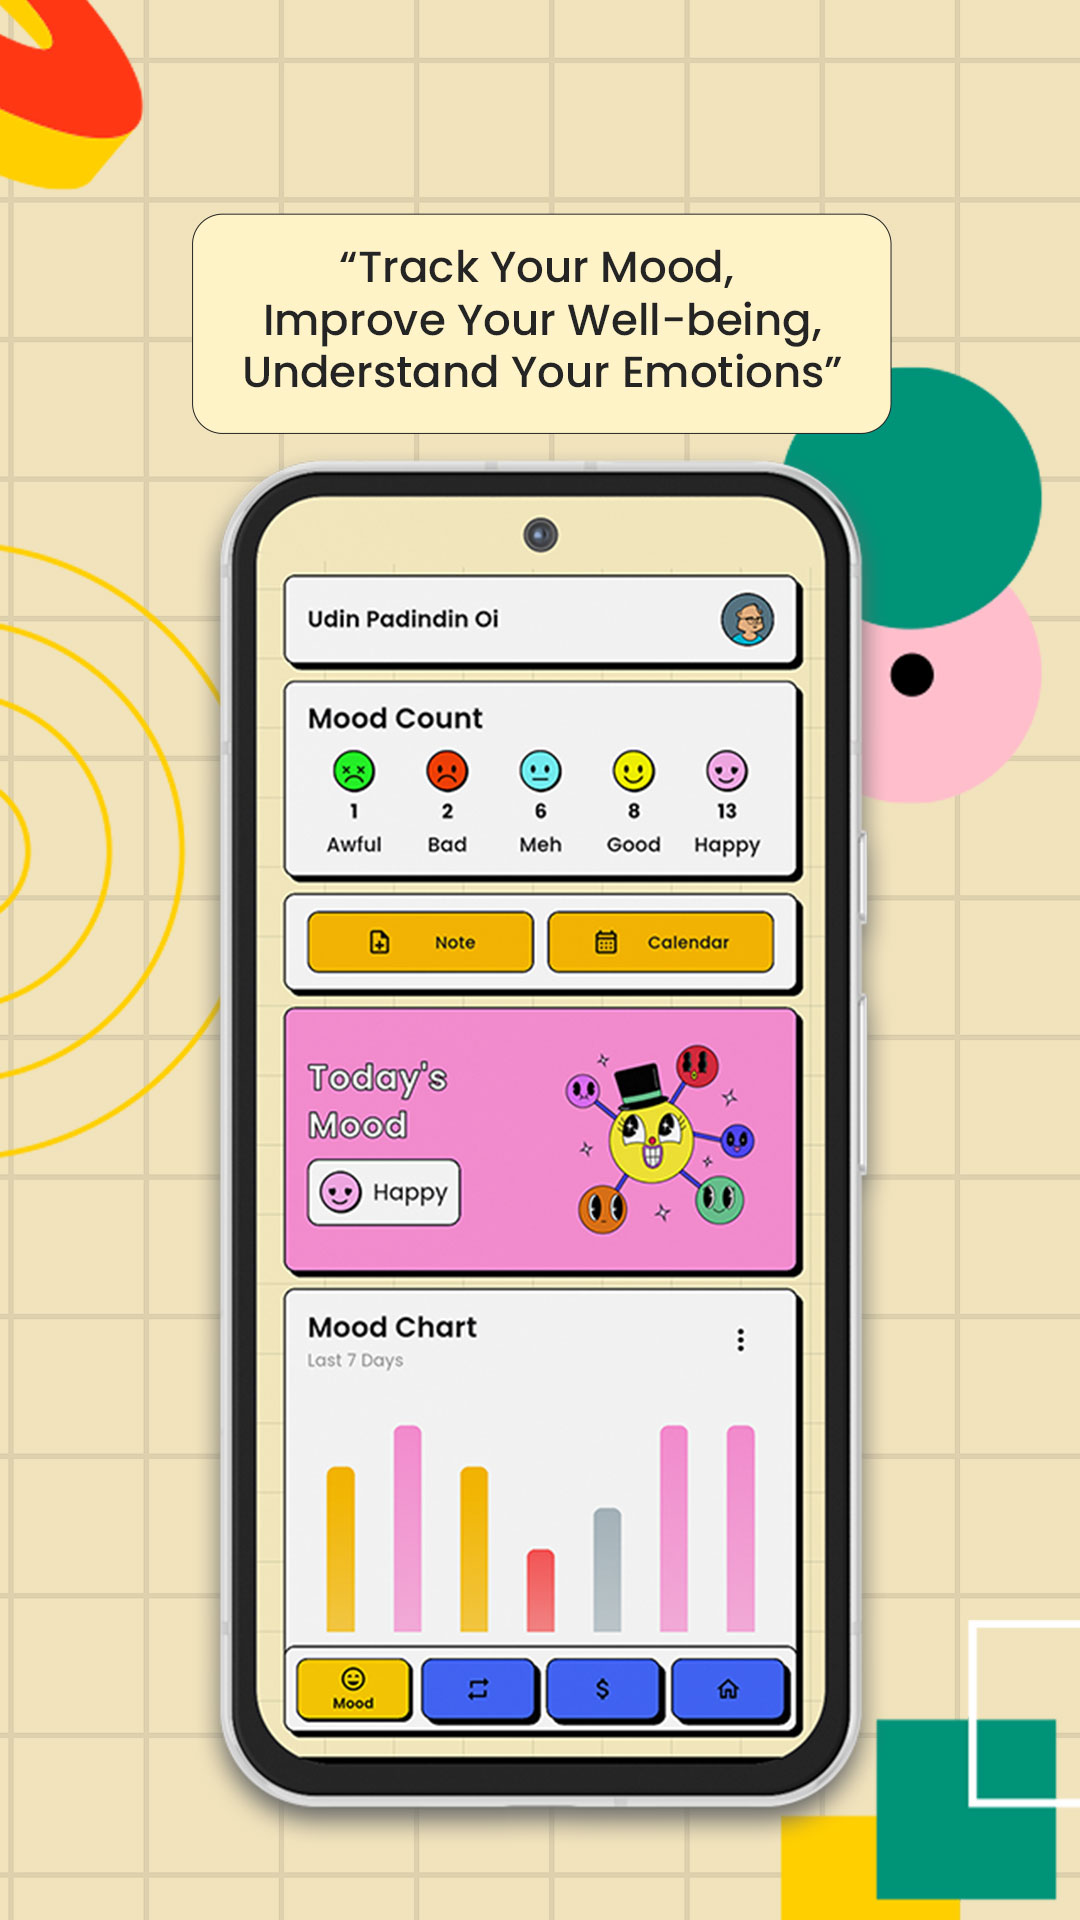 “Track Your Mood,
Improve Your Well-being,
Understand Your Emotions”
Udin Padindin Oi
Mood Count
1 2 6 8 13
Awful Bad Meh Good Happy
Note Calendar
Today's
Mood
Happy
Mood Chart
Last 7 Days
Mood